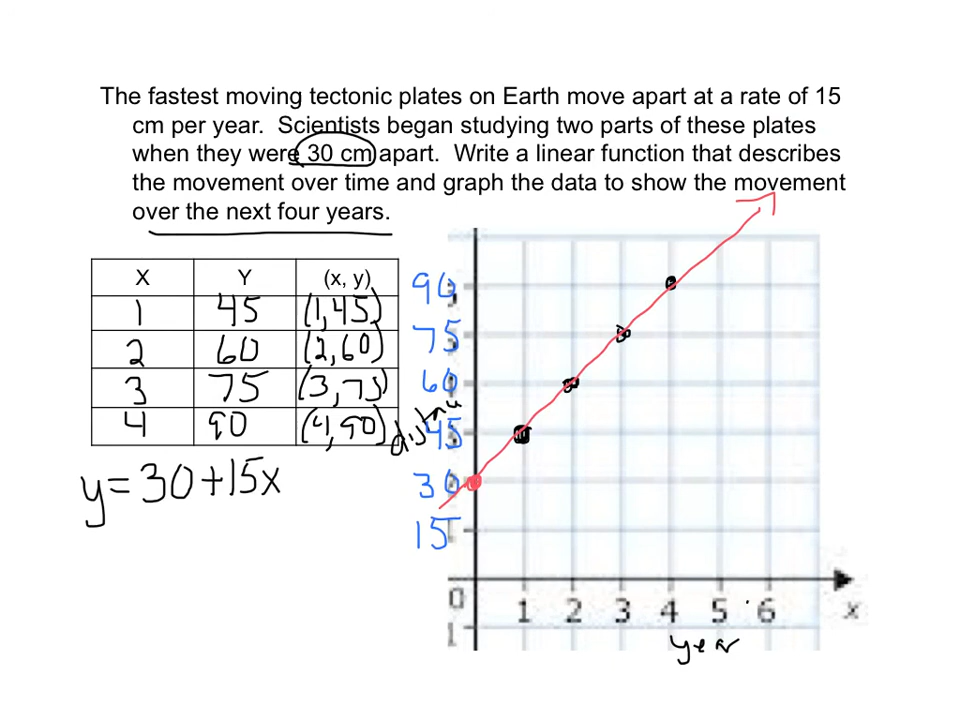 The fastest moving tectonic plates on Earth move apart at a rate of 15
cm per year. Scientists began studying two parts of these plates
when they were 30 cm apart. Write a linear function that describes
the movement over time and graph the data to show the movement
over the next four years.
X Y (x, y)
1 45 (1,45)
2 60 (2,60)
3 75 (3,75)
4 90 (4,90)
y=30+15x
90
75
60
45
30
15
0
1
1 2 3 4 5 6 x
year